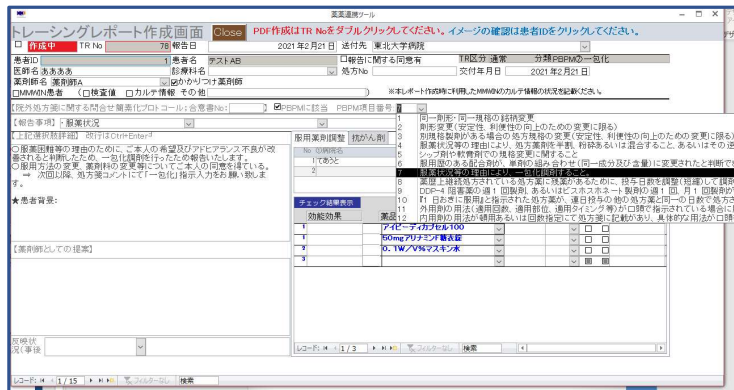 薬薬連携ツール
トレーシングレポート作成画面 Close PDF作成はTR Noをダブルクリックしてください。イメージの確認は患者IDをクリックしてください。
作成中 TR No 78 報告日 2021年2月21日 送付先 東北大学病院
患者ID 1 患者名 テストAB 報告に関する同意有 TR区分 通常 分類 PBPMの一包化
医師名 ああああ 診療科名 処方No 交付年月日 2021年2月21日
薬剤師名 薬剤師A かかりつけ薬剤師
MMWIN患者 (検査値 カルテ情報 その他 )
※本レポート作成時に利用したMMWINのカルテ情報の状況を記載ください。
【院外処方箋に関する問合せ簡素化プロトコール:合意書No: 】 PBPMに該当 PBPM項目番号 7
【報告事項】・服薬状況
【上記選択肢詳細】 改行はCtrl+Enter
〇服薬困難等の理由のために、ご本人の希望及びアドヒアランス不良が改
善されると判断したため、一包化調剤を行ったため報告いたします。
〇服用方法の変更、薬剤料の変更等についてご本人の同意を得ている。
⇒ 次回以降、処方箋コメントにて「一包化」指示入力をお願い致しま
す。
★患者背景:
【薬剤師としての提案】
反映状
況(事後
服用薬剤調整 抗がん剤
No ①病院名
1 てあっと
2
チェック結果表示
効能効果 薬品
1 アイピーディカプセル100
1 50mgアリナミンF糖衣錠
2 0.1W/V%マスキン水
3
1 同一剤形・同一規格の銘柄変更
2 剤形変更(安定性、利便性の向上のための変更に限る)
3 別規格製剤がある場合の処方規格の変更(安定性、利便性の向上のための変更に限る)
4 服薬状況等の理由により、処方薬剤を半割、粉砕あるいは混合すること、あるいはその逆
5 シップ剤や軟膏剤での規格変更に関すること
6 服用歴のある配合剤が、単剤の組み合わせ(同一成分及び含量)に変更されたと判断でき
7 服薬状況等の理由により、一包化調剤すること。
8 薬歴上継続処方されている処方薬に残薬があるために、投与日数を調整(短縮)して調剤
9 DPP-4 阻害薬の週1回製剤、あるいはビスホスホネート製剤の週1回、月1回製剤が
10 「1日おきに服用」と指示された処方薬が、連日投与の他の処方薬と同一の日数で処方さ
11 外用剤の用法(適用回数、適用部位、適用タイミング等)が口頭で指示されている場合に
12 内用剤の用法が頓用あるいは回数指定で処方箋に記載があり、具体的な用法が口頭
レコード: 1/3 フィルターなし 検索
レコード: 1/15 フィルターなし 検索